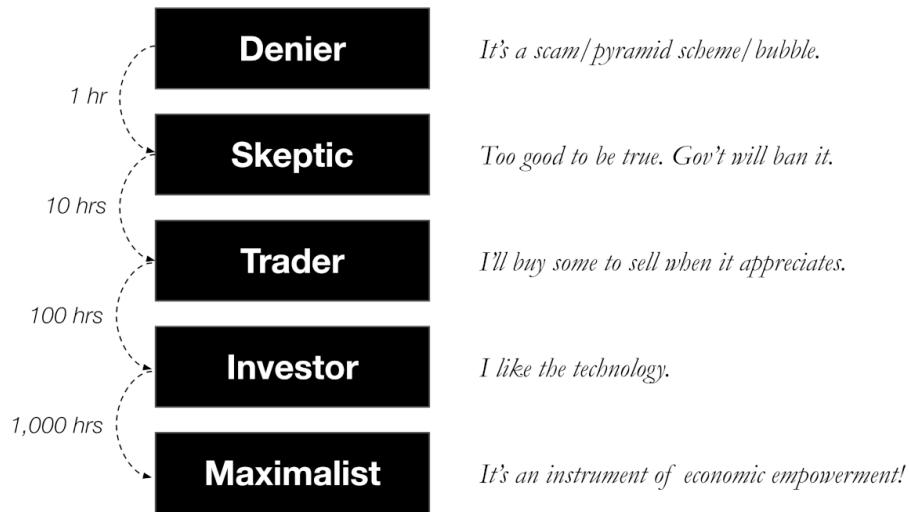 Denier
It's a scam/pyramid scheme/bubble.
1 hr
Skeptic
Too good to be true. Gov't will ban it.
10 hrs
Trader
I'll buy some to sell when it appreciates.
100 hrs
Investor
I like the technology.
1,000 hrs
Maximalist
It's an instrument of economic empowerment!